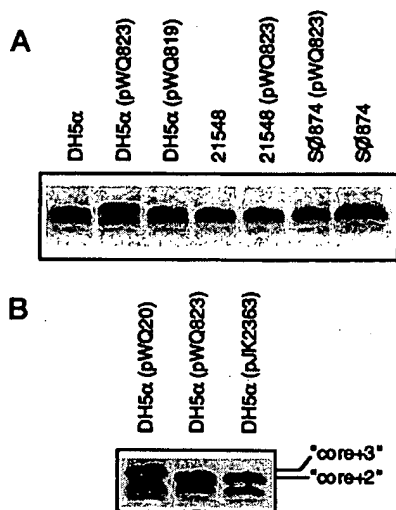 A
DH5α
DH5α (pWQ823)
DH5α (pWQ819)
21548
21548 (pWQ823)
SØ874 (pWQ823)
SØ874
B
DH5α (pWQ20)
DH5α (pWQ823)
DH5α (pJK2363)
"core+3"
"core+2"